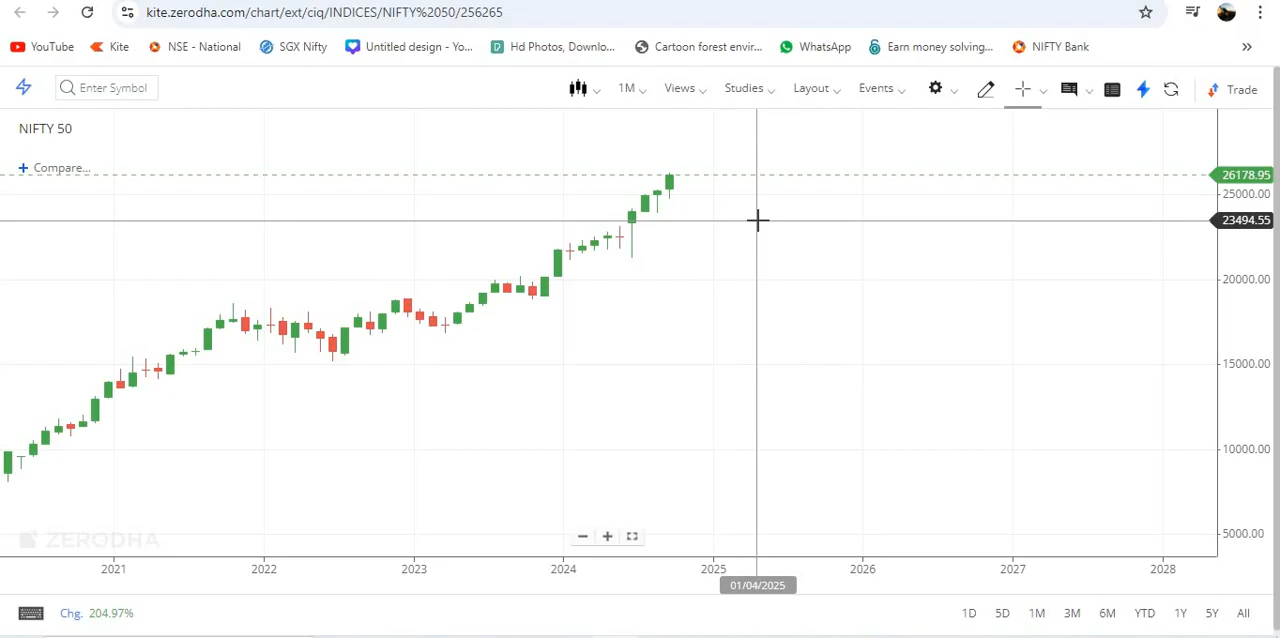 kite.zerodha.com/chart/ext/ciq/INDICES/NIFTY%2050/256265
YouTube Kite NSE - National SGX Nifty Untitled design - Yo... Hd Photos, Downlo... Cartoon forest envir... WhatsApp Earn money solving... NIFTY Bank »
Enter Symbol 1M Views Studies Layout Events Trade
NIFTY 50
+ Compare...
26178.95
25000.00
23494.55
20000.00
15000.00
10000.00
5000.00
ZERODHA
2021 2022 2023 2024 2025 2026 2027 2028
01/04/2025
Chg. 204.97% 1D 5D 1M 3M 6M YTD 1Y 5Y All